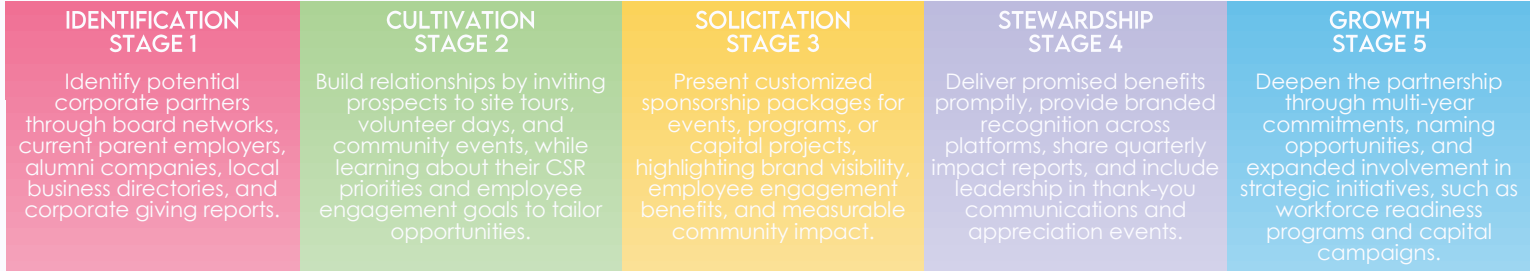 IDENTIFICATION
STAGE 1
Identify potential
corporate partners
through board networks,
current parent employers,
alumni companies, local
business directories, and
corporate giving reports.
CULTIVATION
STAGE 2
Build relationships by inviting
prospects to site tours,
volunteer days, and
community events, while
learning about their CSR
priorities and employee
engagement goals to tailor
opportunities.
SOLICITATION
STAGE 3
Present customized
sponsorship packages for
events, programs, or
capital projects,
highlighting brand visibility,
employee engagement
benefits, and measurable
community impact.
STEWARDSHIP
STAGE 4
Deliver promised benefits
promptly, provide branded
recognition across
platforms, share quarterly
impact reports, and include
leadership in thank-you
communications and
appreciation events.
GROWTH
STAGE 5
Deepen the partnership
through multi-year
commitments, naming
opportunities, and
expanded involvement in
strategic initiatives, such as
workforce readiness
programs and capital
campaigns.